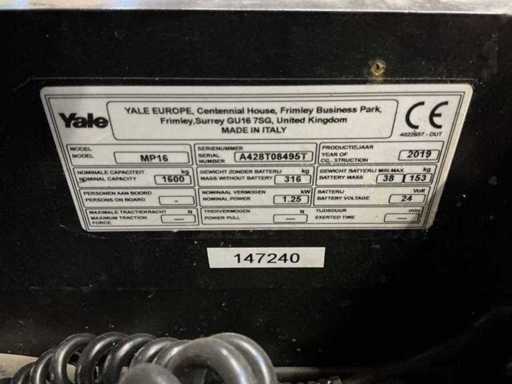 Yale
YALE EUROPE, Centennial House, Frimley Business Park,
Frimley, Surrey GU16 7SG, United Kingdom
MADE IN ITALY
CE
4022657 - DUT
MODEL
MODEL MP16
SERIENUMMER
SERIAL NUMBER A428T08495T
PRODUCTIEJAAR
YEAR OF CONSTRUCTION 2019
NOMINALE CAPACITEIT kg
NOMINAL CAPACITY 1600
GEWICHT ZONDER BATTERIJ kg
MASS WITHOUT BATTERY 316
GEWICHT BATTERIJ MIN./MAX. kg
BATTERY MASS 38 153
PERSONEN AAN BOORD
PERSONS ON BOARD -
NOMINAAL VERMOGEN kW
NOMINAL POWER 1.25
BATTERIJ Volt
BATTERY VOLTAGE 24
MAXIMALE TRACTIEKRACHT N
MAXIMUM TRACTION FORCE —
TREKVERMOGEN N
POWER PULL —
TIJDSDUUR min.
EXERTED TIME —
147240